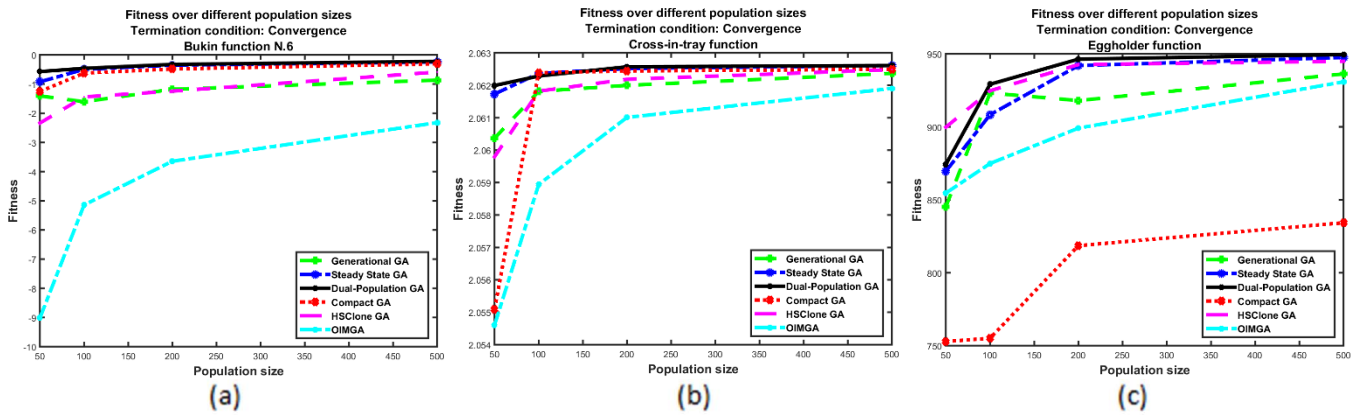 Fitness over different population sizes
Termination condition: Convergence
Bukin function N.6
0
-1
-2
-3
-4
-5
-6
-7
-8
-9
-10
Fitness
50
100
150
200
250
300
350
400
450
500
Population size
Generational GA
Steady State GA
Dual-Population GA
Compact GA
HSClone GA
OIMGA
(a)
Fitness over different population sizes
Termination condition: Convergence
Cross-in-tray function
2.063
2.062
2.061
2.06
2.059
2.058
2.057
2.056
2.055
2.054
Fitness
50
100
150
200
250
300
350
400
450
500
Population size
Generational GA
Steady State GA
Dual-Population GA
Compact GA
HSClone GA
OIMGA
(b)
Fitness over different population sizes
Termination condition: Convergence
Eggholder function
950
900
850
800
750
Fitness
50
100
150
200
250
300
350
400
450
500
Population size
Generational GA
Steady State GA
Dual-Population GA
Compact GA
HSClone GA
OIMGA
(c)